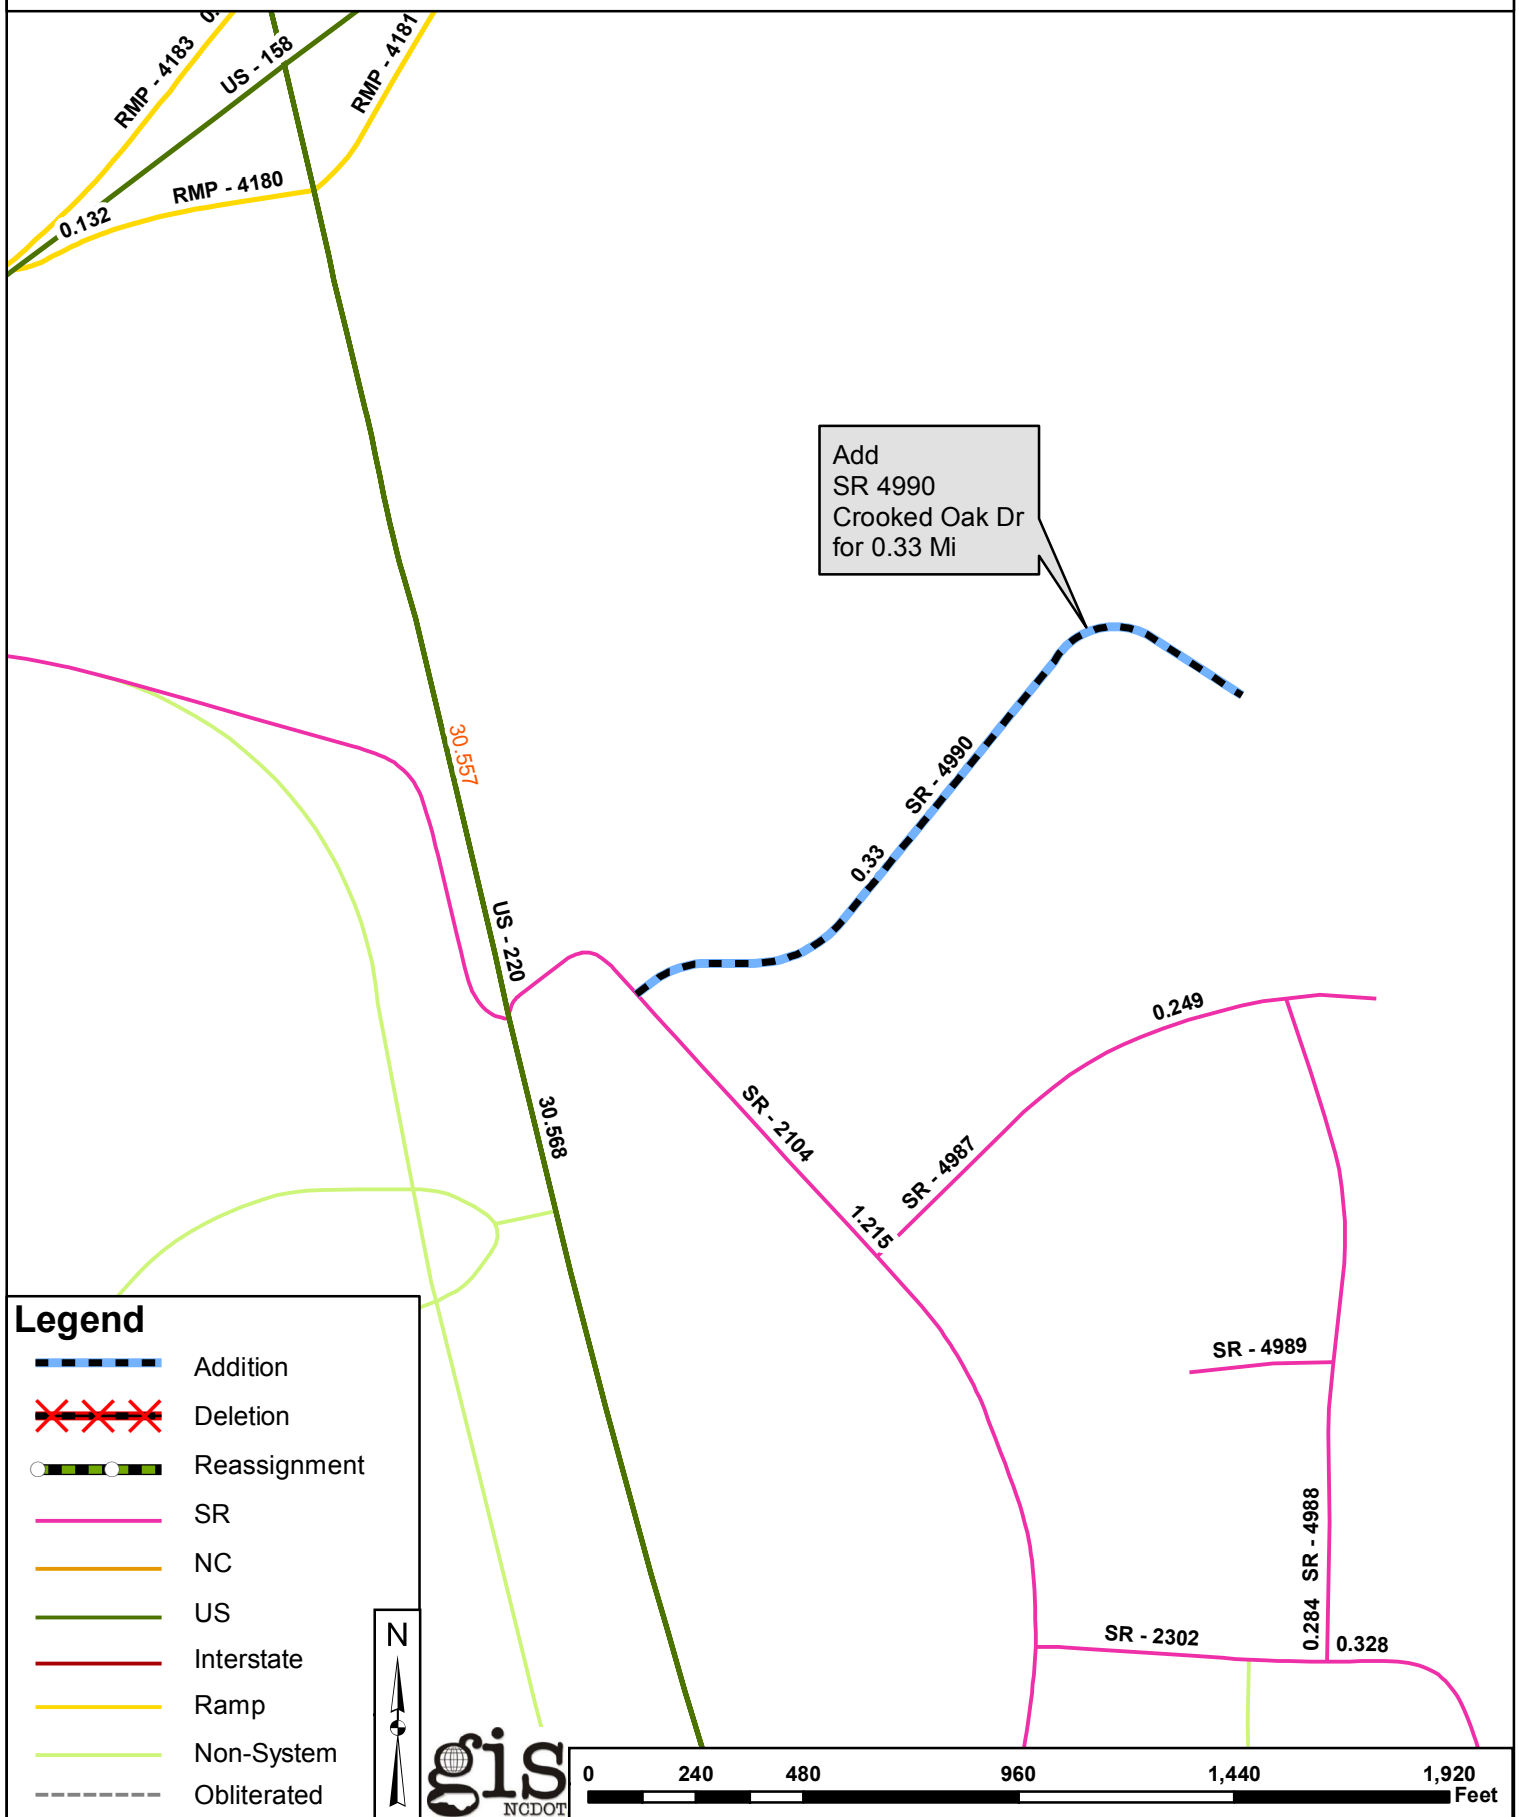 RMP - 4183
US - 158
RMP - 4181
RMP - 4180
0.132
Add
SR 4990
Crooked Oak Dr
for 0.33 Mi
30.557
SR - 4990
0.33
US - 220
0.249
30.568
SR - 2104
SR - 4987
1.215
SR - 4989
SR - 4988
0.284
SR - 2302
0.328
Legend
Addition
Deletion
Reassignment
SR
NC
US
Interstate
Ramp
Non-System
Obliterated
N
gis
NCDOT
0 240 480 960 1,440 1,920
Feet